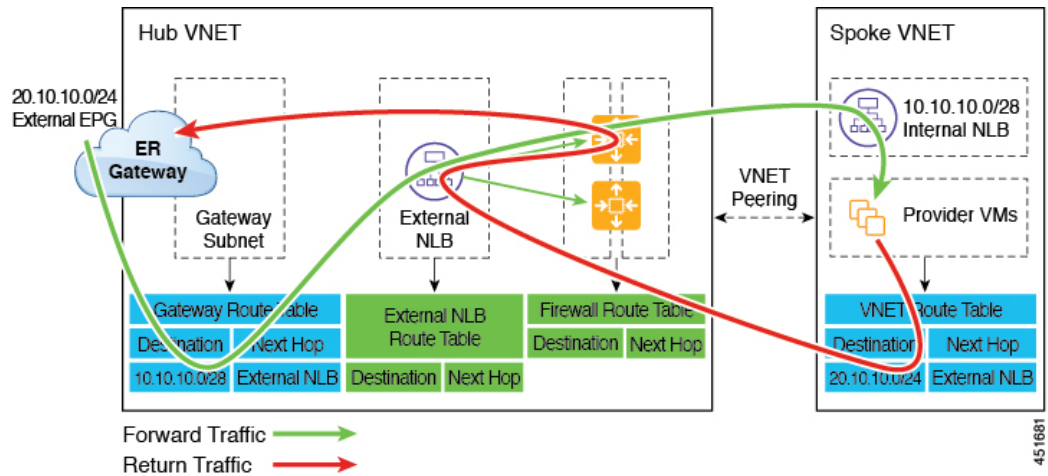 Hub VNET
Spoke VNET
20.10.10.0/24
External EPG
ER
Gateway
Gateway
Subnet
External
NLB
VNET
Peering
10.10.10.0/28
Internal NLB
Provider VMs
Gateway Route Table
Destination
Next Hop
10.10.10.0/28
External NLB
External NLB
Route Table
Destination
Next Hop
Firewall Route Table
Destination
Next Hop
VNET Route Table
Destination
Next Hop
20.10.10.0/24
External NLB
Forward Traffic
Return Traffic
451681